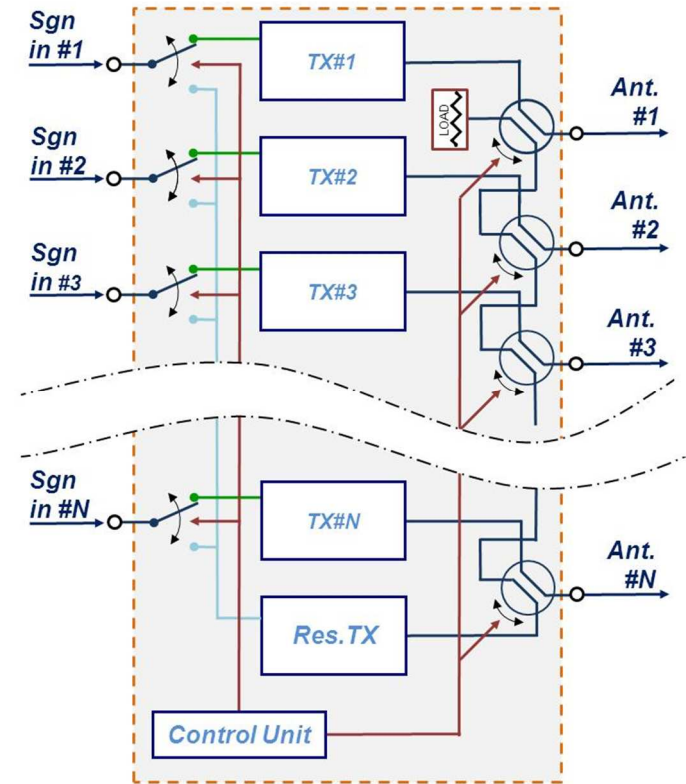 Sgn
in #1
TX#1
LOAD
Ant.
#1
Sgn
in #2
TX#2
Ant.
#2
Sgn
in #3
TX#3
Ant.
#3
Sgn
in #N
TX#N
Ant.
#N
Res.TX
Control Unit